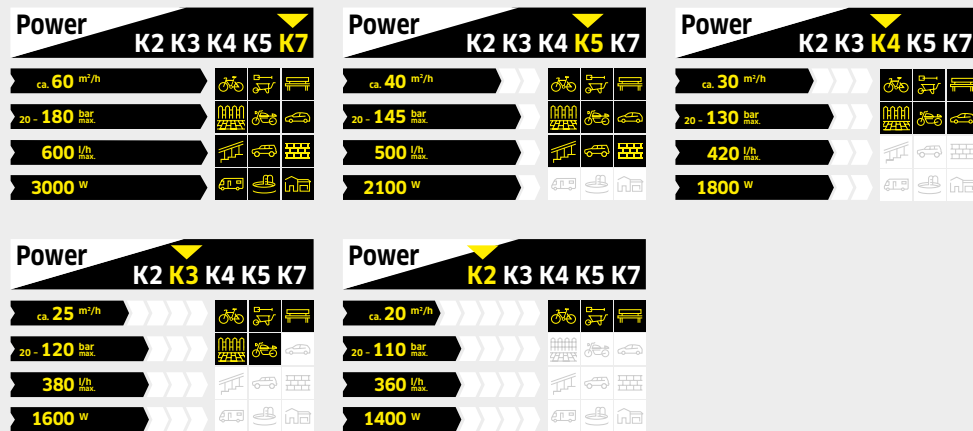 Power
K2 K3 K4 K5 K7
ca. 60 m²/h
20 – 180 bar max.
600 l/h max.
3000 W
Power
K2 K3 K4 K5 K7
ca. 40 m²/h
20 – 145 bar max.
500 l/h max.
2100 W
Power
K2 K3 K4 K5 K7
ca. 30 m²/h
20 – 130 bar max.
420 l/h max.
1800 W
Power
K2 K3 K4 K5 K7
ca. 25 m²/h
20 – 120 bar max.
380 l/h max.
1600 W
Power
K2 K3 K4 K5 K7
ca. 20 m²/h
20 – 110 bar max.
360 l/h max.
1400 W